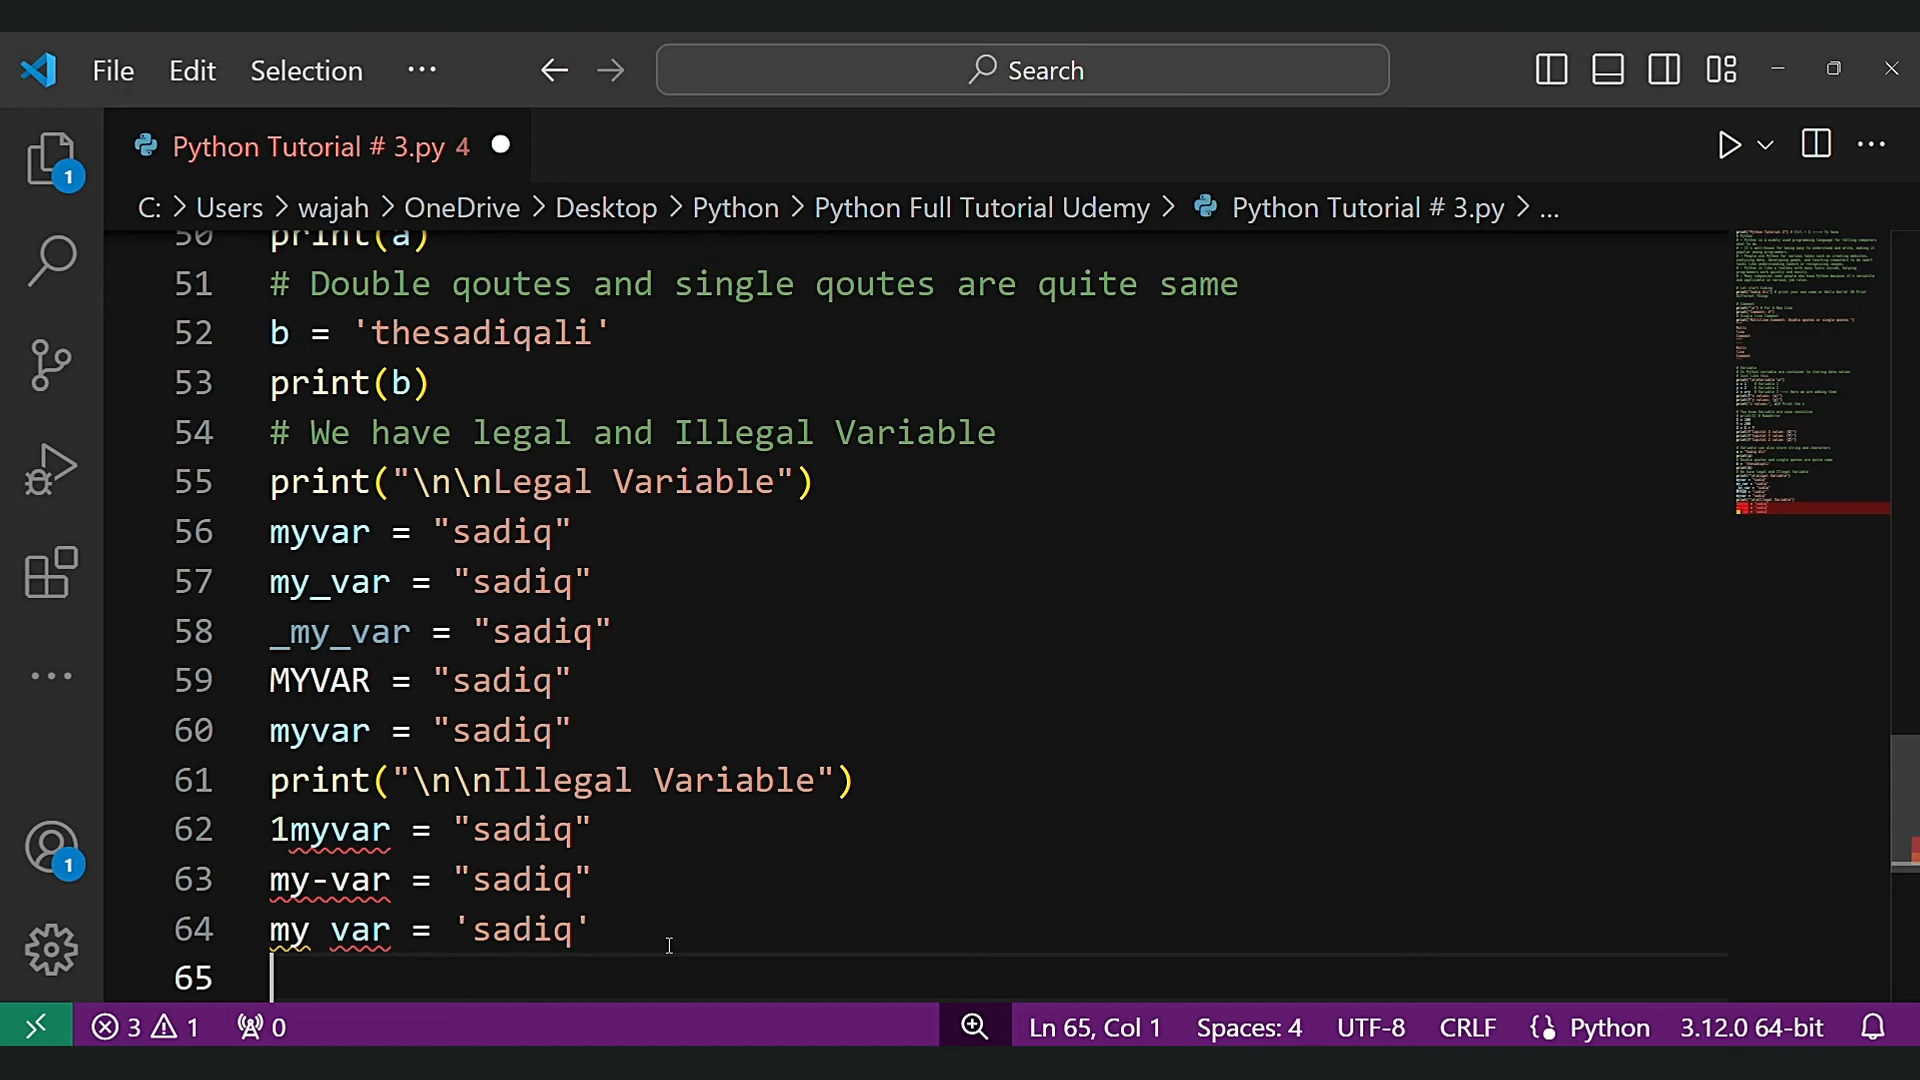 File Edit Selection ··· Search
Python Tutorial # 3.py 4
C: > Users > wajah > OneDrive > Desktop > Python > Python Full Tutorial Udemy > Python Tutorial # 3.py > ...
50 print(a)
51 # Double qoutes and single qoutes are quite same
52 b = 'thesadiqali'
53 print(b)
54 # We have legal and Illegal Variable
55 print("\n\nLegal Variable")
56 myvar = "sadiq"
57 my_var = "sadiq"
58 _my_var = "sadiq"
59 MYVAR = "sadiq"
60 myvar = "sadiq"
61 print("\n\nIllegal Variable")
62 1myvar = "sadiq"
63 my-var = "sadiq"
64 my var = 'sadiq'
65
1
1
3 1 0 Ln 65, Col 1 Spaces: 4 UTF-8 CRLF Python 3.12.0 64-bit